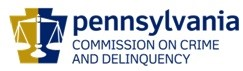 pennsylvania
COMMISSION ON CRIME
AND DELINQUENCY